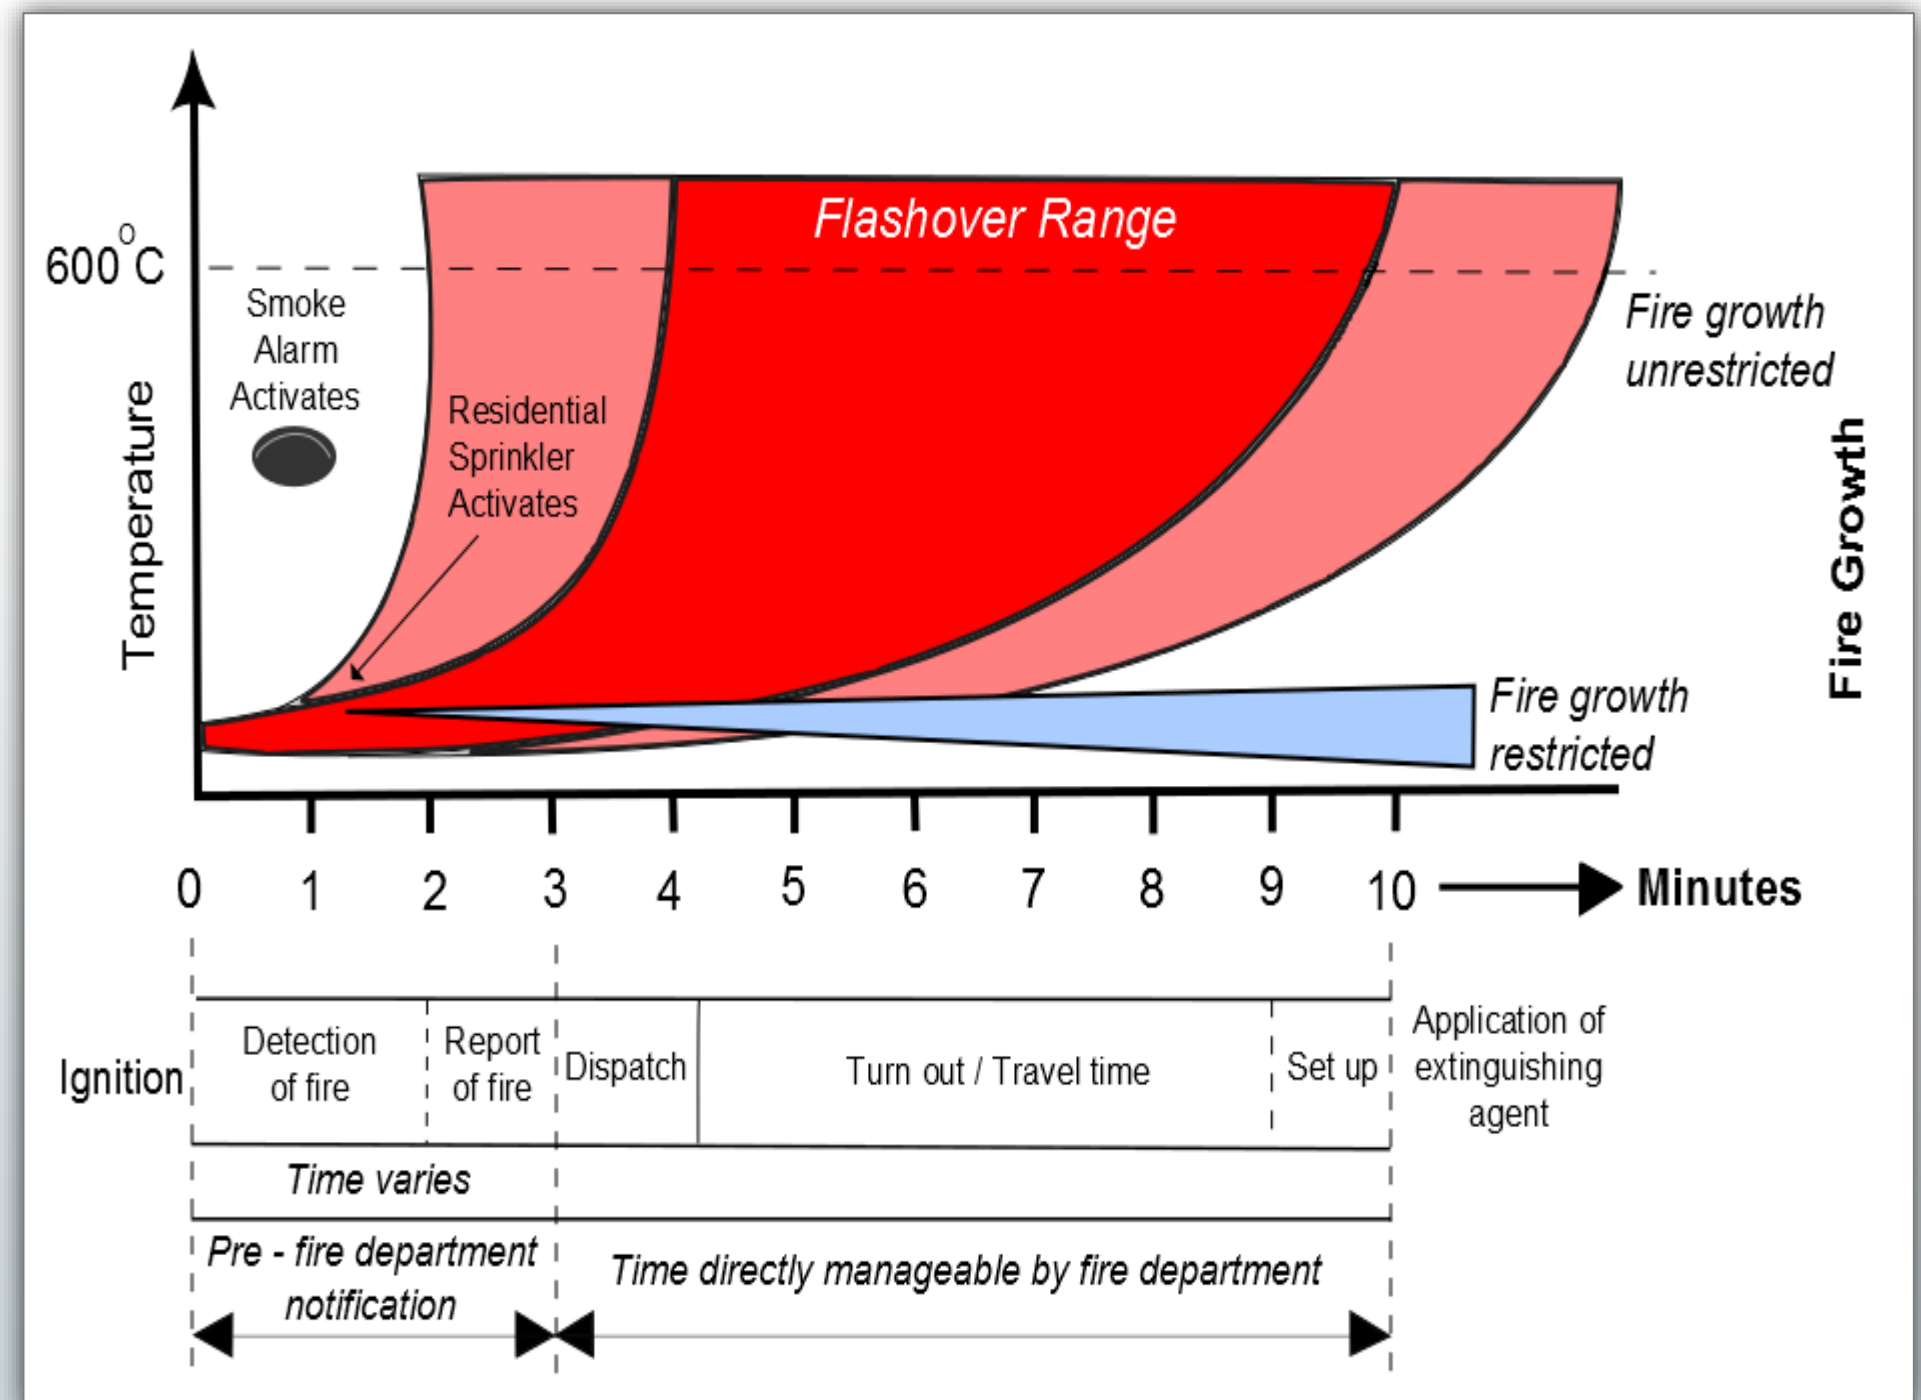 Flashover Range
600°C
Smoke
Alarm
Activates
Fire growth
unrestricted
Residential
Sprinkler
Activates
Temperature
Fire Growth
Fire growth
restricted
0 1 2 3 4 5 6 7 8 9 10 Minutes
Ignition
Detection
of fire
Report
of fire
Dispatch
Turn out / Travel time
Set up
Application of
extinguishing
agent
Time varies
Pre - fire department
notification
Time directly manageable by fire department